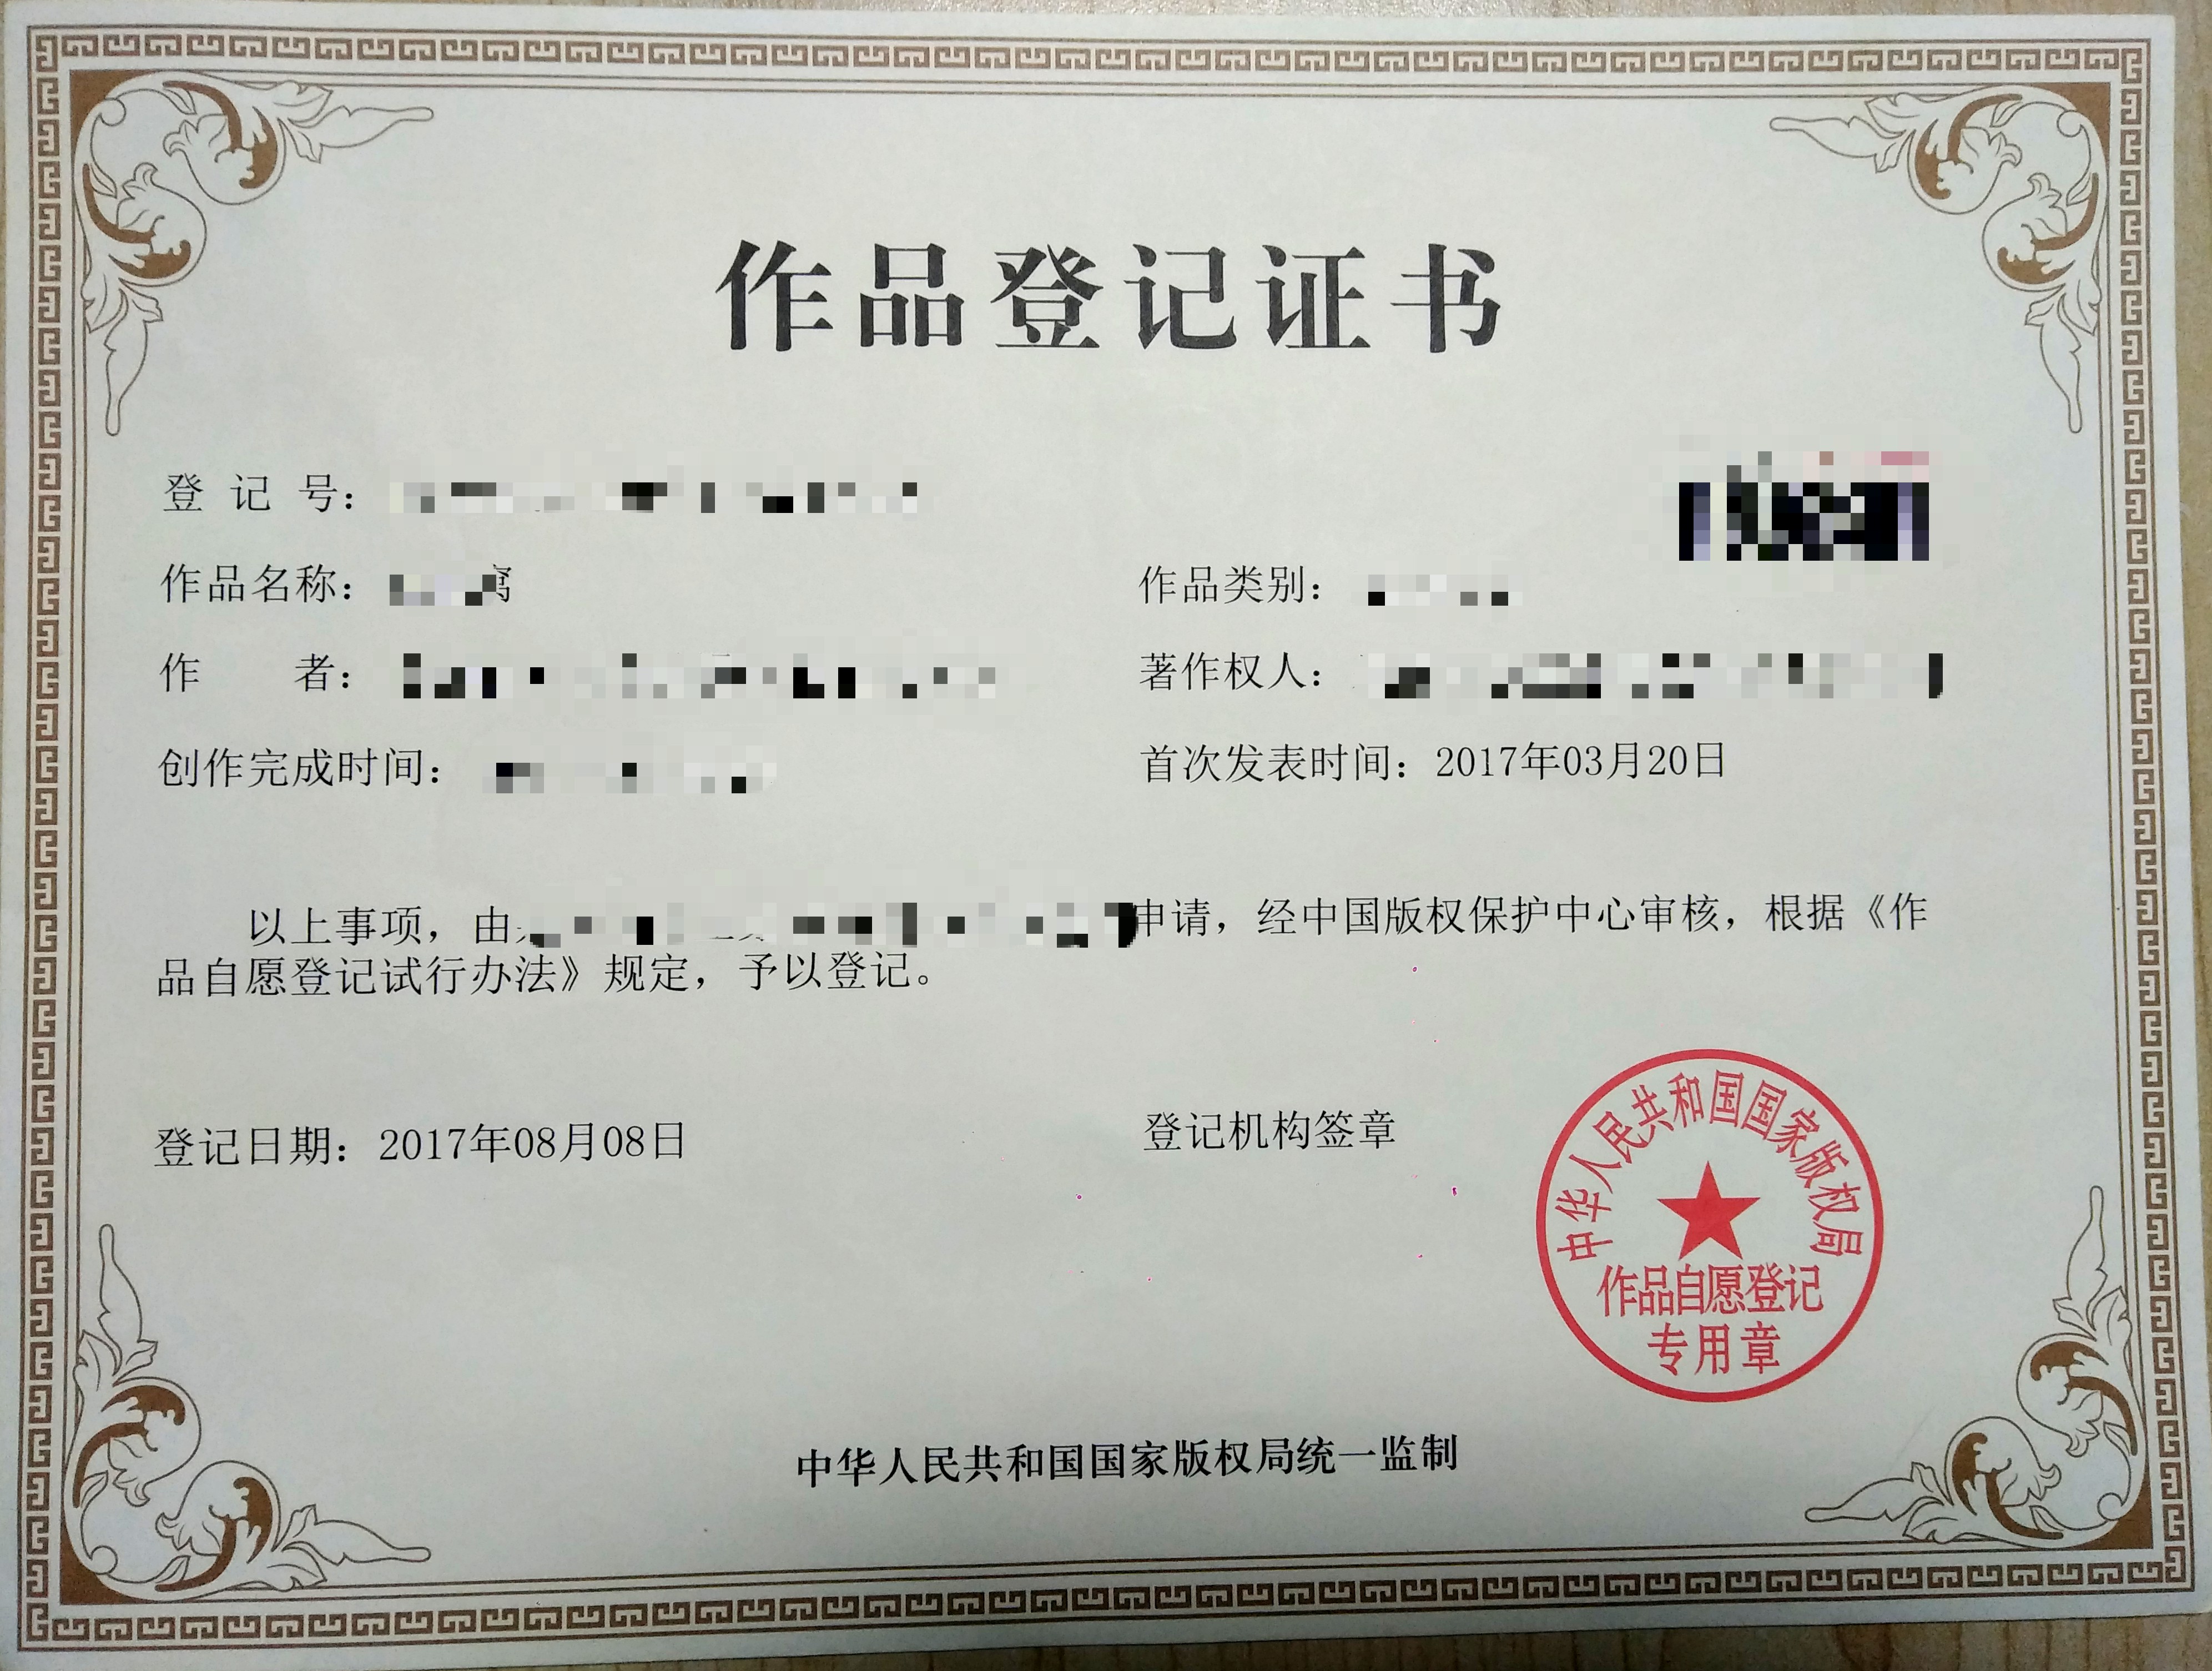 作品登记证书
登 记 号：
作品名称：
作品类别：
作　　者：
著作权人：
创作完成时间：
首次发表时间：2017年03月20日
以上事项，由 申请，经中国版权保护中心审核，根据《作
品自愿登记试行办法》规定，予以登记。
登记日期：2017年08月08日
登记机构签章
中华人民共和国国家版权局
作品自愿登记
专用章
中华人民共和国国家版权局统一监制